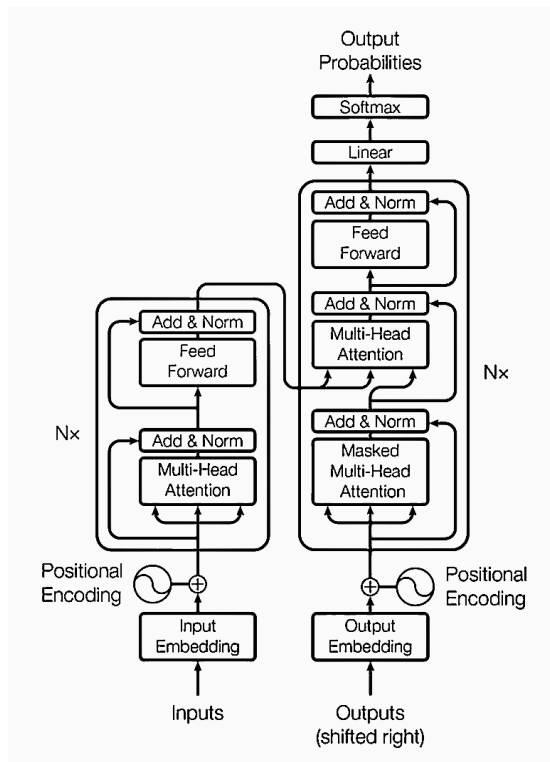 Output
Probabilities
Softmax
Linear
Add & Norm
Feed
Forward
Add & Norm
Multi-Head
Attention
Add & Norm
Masked
Multi-Head
Attention
N×
Add & Norm
Feed
Forward
Add & Norm
Multi-Head
Attention
N×
Positional
Encoding
Input
Embedding
Inputs
Positional
Encoding
Output
Embedding
Outputs
(shifted right)